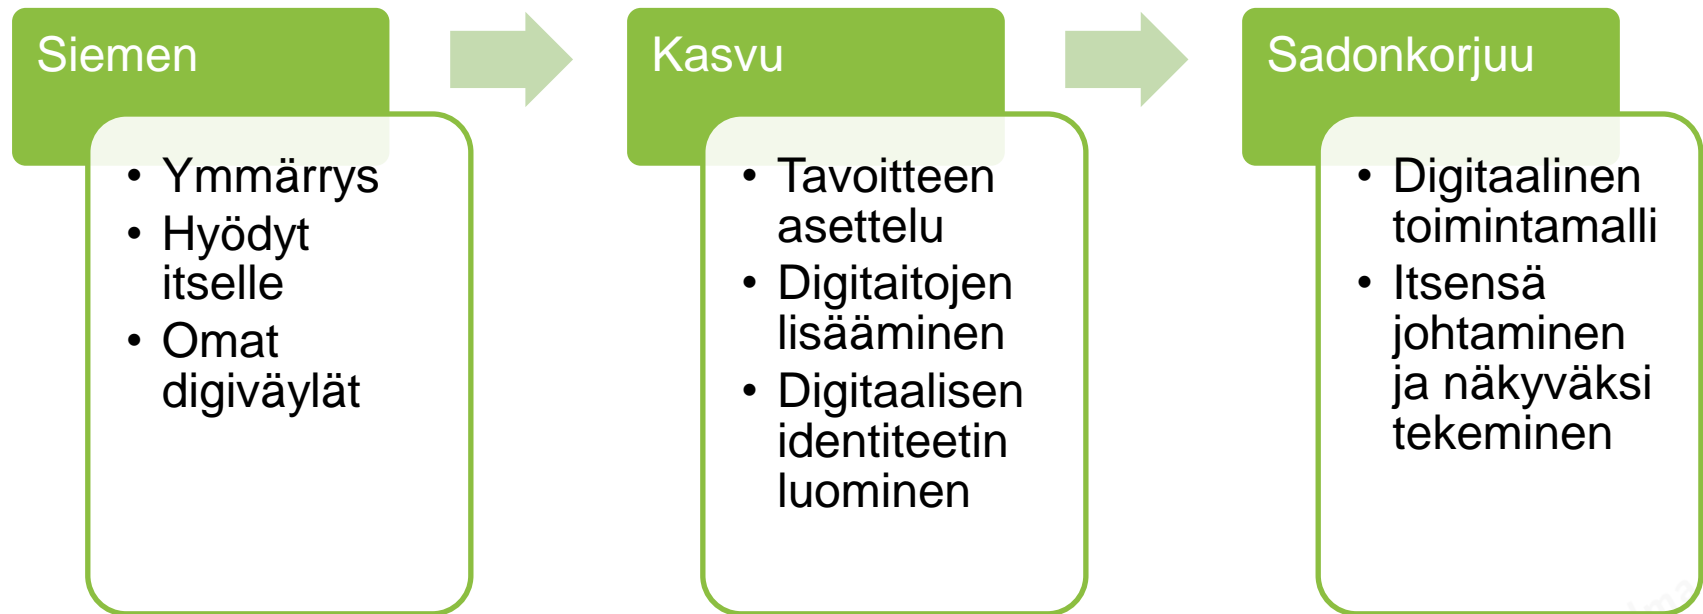 Siemen
• Ymmärrys
• Hyödyt
itselle
• Omat
digiväylät
Kasvu
• Tavoitteen
asettelu
• Digitaitojen
lisääminen
• Digitaalisen
identiteetin
luominen
Sadonkorjuu
• Digitaalinen
toimintamalli
• Itsensä
johtaminen
ja näkyväksi
tekeminen